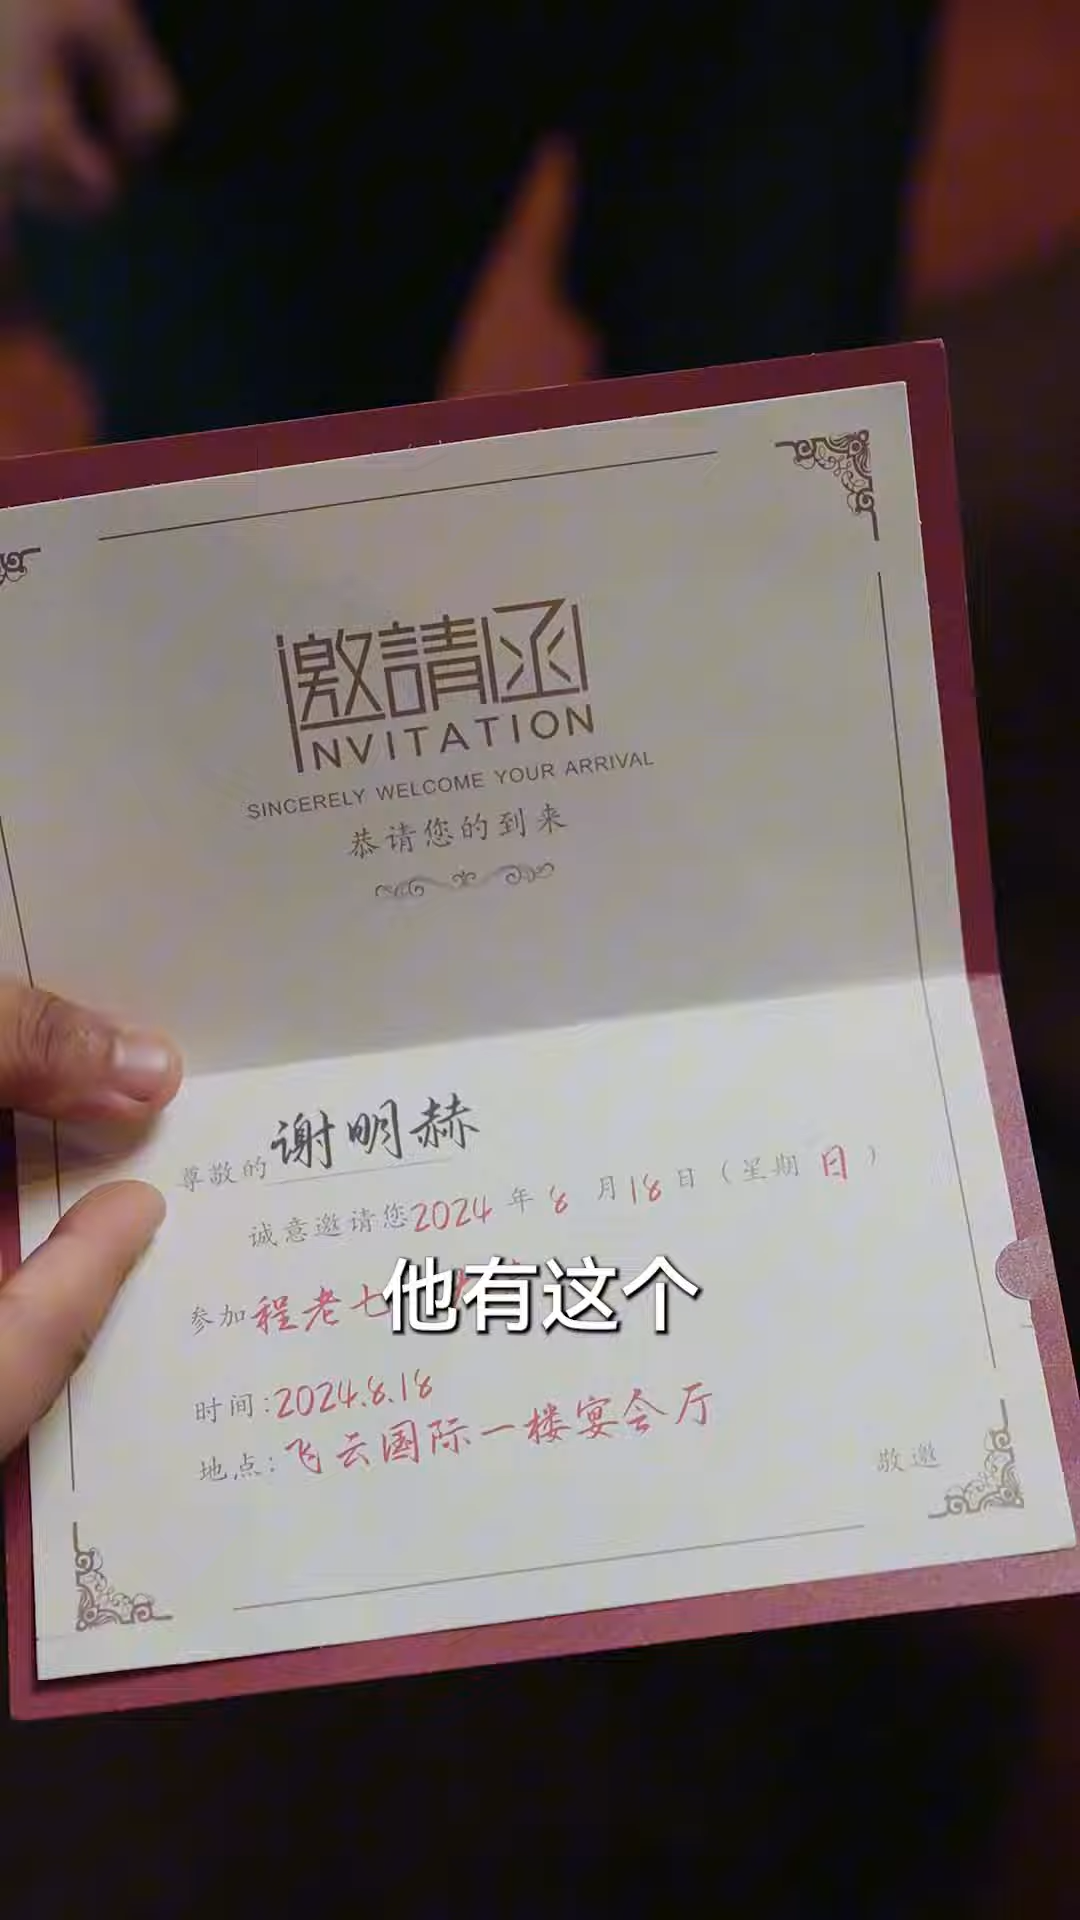 邀請函
INVITATION
SINCERELY WELCOME YOUR ARRIVAL
恭请您的到来
尊敬的谢明赫
诚意邀请您2024年8月18日（星期日）
参加程老七
他有这个
时间:2024.8.18
地点:飞云国际一楼宴会厅
敬邀